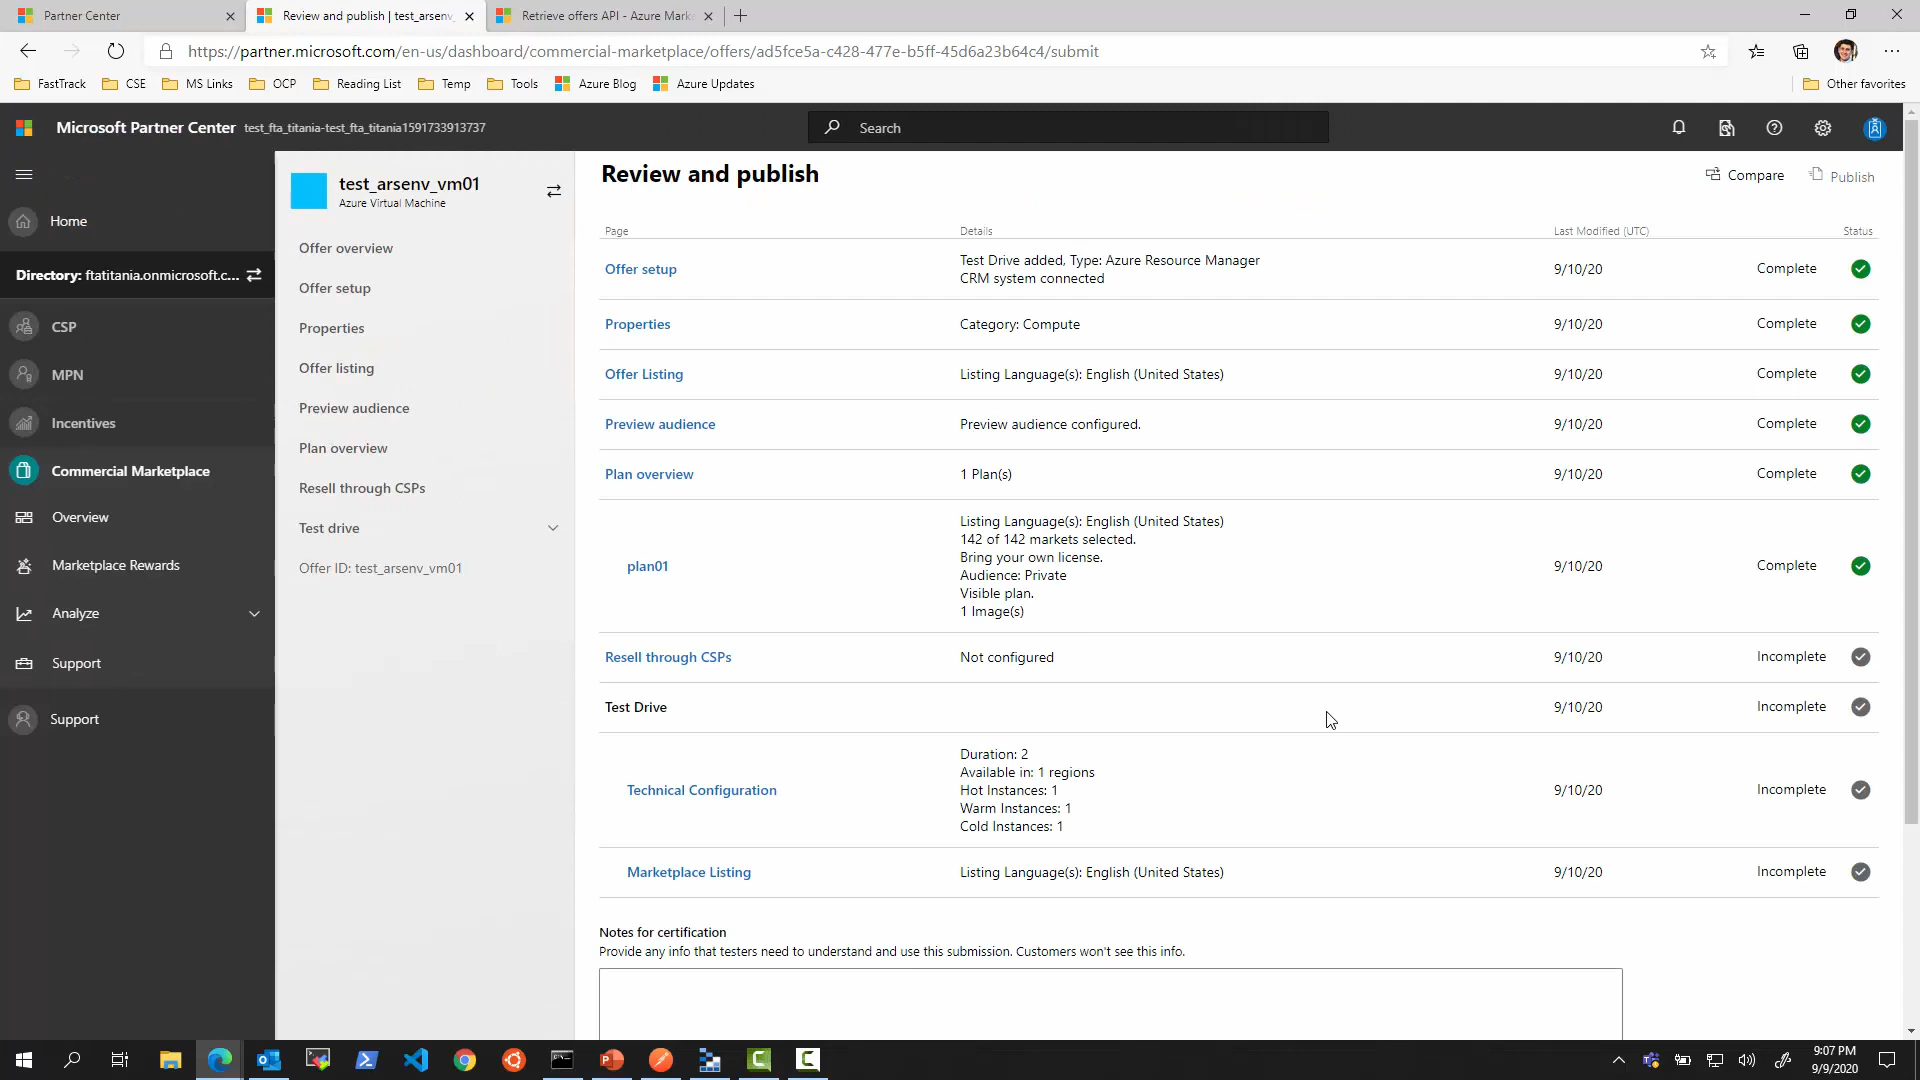 Partner Center
Review and publish | test_arsenv_
Retrieve offers API - Azure Mark
https://partner.microsoft.com/en-us/dashboard/commercial-marketplace/offers/ad5fce5a-c428-477e-b5ff-45d6a23b64c4/submit
FastTrack
CSE
MS Links
OCP
Reading List
Temp
Tools
Azure Blog
Azure Updates
Other favorites
Microsoft Partner Center
test_fta_titania-test_fta_titania1591733913737
Search
Home
Directory: ftatitania.onmicrosoft.c...
CSP
MPN
Incentives
Commercial Marketplace
Overview
Marketplace Rewards
Analyze
Support
Support
test_arsenv_vm01
Azure Virtual Machine
Offer overview
Offer setup
Properties
Offer listing
Preview audience
Plan overview
Resell through CSPs
Test drive
Offer ID: test_arsenv_vm01
Review and publish
Compare
Publish
Page Details Last Modified (UTC) Status
Offer setup
Test Drive added, Type: Azure Resource Manager
CRM system connected
9/10/20 Complete
Properties Category: Compute 9/10/20 Complete
Offer Listing Listing Language(s): English (United States) 9/10/20 Complete
Preview audience Preview audience configured. 9/10/20 Complete
Plan overview 1 Plan(s) 9/10/20 Complete
plan01
Listing Language(s): English (United States)
142 of 142 markets selected.
Bring your own license.
Audience: Private
Visible plan.
1 Image(s)
9/10/20 Complete
Resell through CSPs Not configured 9/10/20 Incomplete
Test Drive 9/10/20 Incomplete
Technical Configuration
Duration: 2
Available in: 1 regions
Hot Instances: 1
Warm Instances: 1
Cold Instances: 1
9/10/20 Incomplete
Marketplace Listing Listing Language(s): English (United States) 9/10/20 Incomplete
Notes for certification
Provide any info that testers need to understand and use this submission. Customers won't see this info.
9:07 PM
9/9/2020